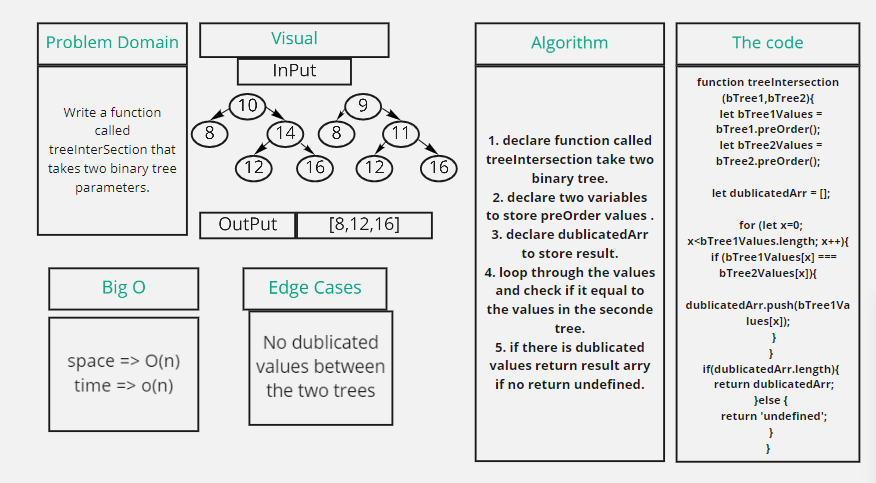 Problem Domain
Write a function
called
treeInterSection that
takes two binary tree
parameters.
Visual
InPut
10
8
14
12
16
9
8
11
12
16
OutPut
[8,12,16]
Big O
space => O(n)
time => o(n)
Edge Cases
No dublicated
values between
the two trees
Algorithm
1. declare function called
treeIntersection take two
binary tree.
2. declare two variables
to store preOrder values .
3. declare dublicatedArr
to store result.
4. loop through the values
and check if it equal to
the values in the seconde
tree.
5. if there is dublicated
values return result arry
if no return undefined.
The code
function treeIntersection
(bTree1,bTree2){
let bTree1Values =
bTree1.preOrder();
let bTree2Values =
bTree2.preOrder();
let dublicatedArr = [];
for (let x=0;
x<bTree1Values.length; x++){
if (bTree1Values[x] ===
bTree2Values[x]){
dublicatedArr.push(bTree1Va
lues[x]);
}
}
if(dublicatedArr.length){
return dublicatedArr;
}else {
return 'undefined';
}
}